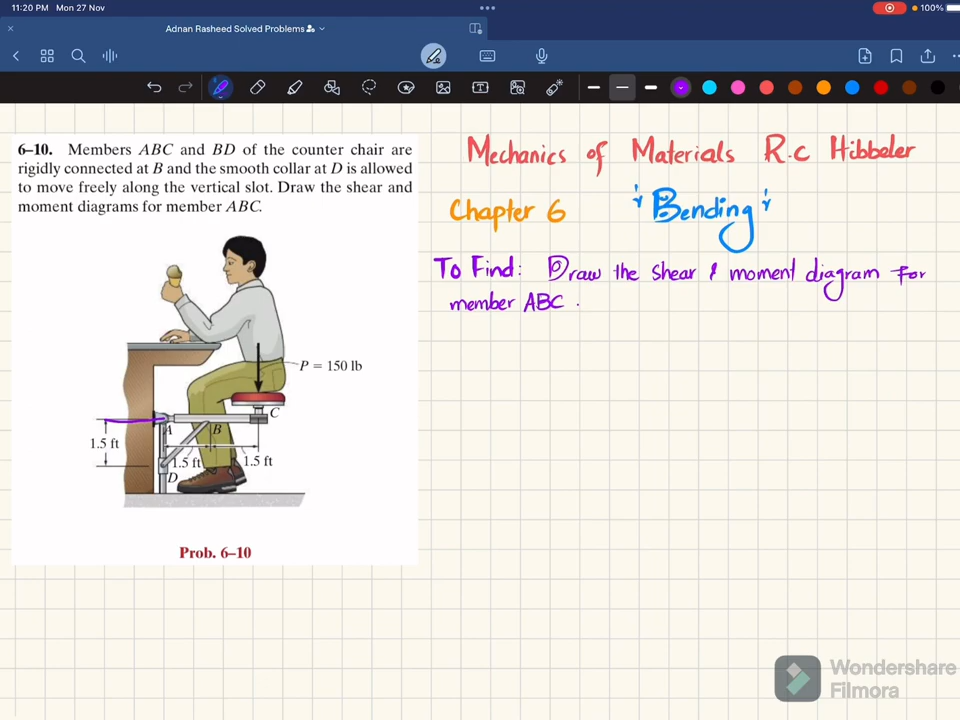 11:20 PM Mon 27 Nov
100%
Adnan Rasheed Solved Problems
6–10. Members ABC and BD of the counter chair are
rigidly connected at B and the smooth collar at D is allowed
to move freely along the vertical slot. Draw the shear and
moment diagrams for member ABC.
Mechanics of Materials R.c Hibbeler
Chapter 6 "Bending"
To Find: Draw the shear & moment diagram for
member ABC .
P = 150 lb
C
A
B
1.5 ft
1.5 ft
1.5 ft
D
Prob. 6–10
Wondershare
Filmora